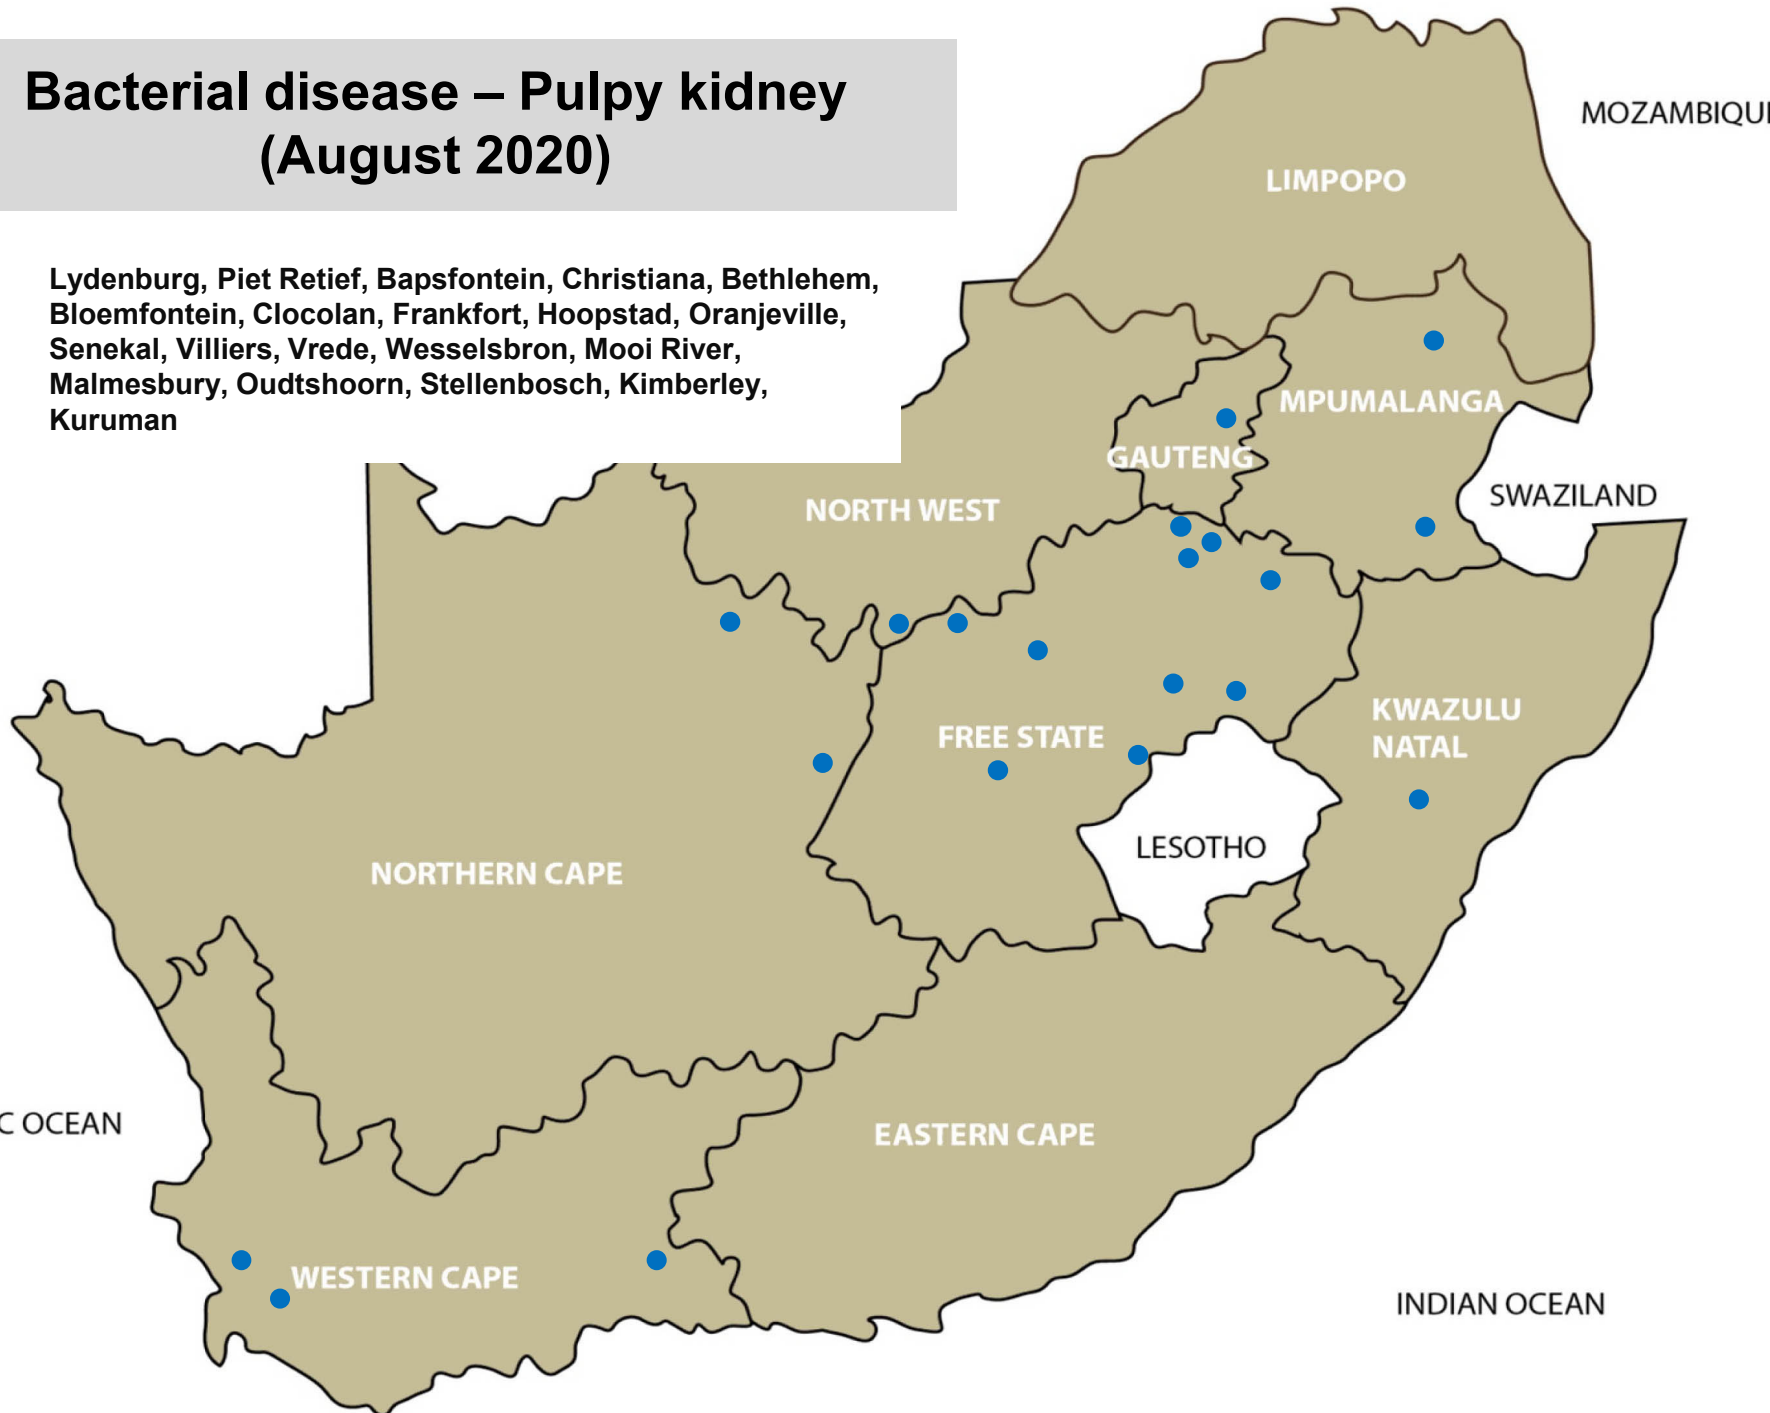 Bacterial disease – Pulpy kidney
(August 2020)
MOZAMBIQUE
LIMPOPO
Lydenburg, Piet Retief, Bapsfontein, Christiana, Bethlehem,
Bloemfontein, Clocolan, Frankfort, Hoopstad, Oranjeville,
Senekal, Villiers, Vrede, Wesselsbron, Mooi River,
Malmesbury, Oudtshoorn, Stellenbosch, Kimberley,
Kuruman
MPUMALANGA
GAUTENG
SWAZILAND
NORTH WEST
KWAZULU
NATAL
FREE STATE
LESOTHO
NORTHERN CAPE
C OCEAN
EASTERN CAPE
WESTERN CAPE
INDIAN OCEAN